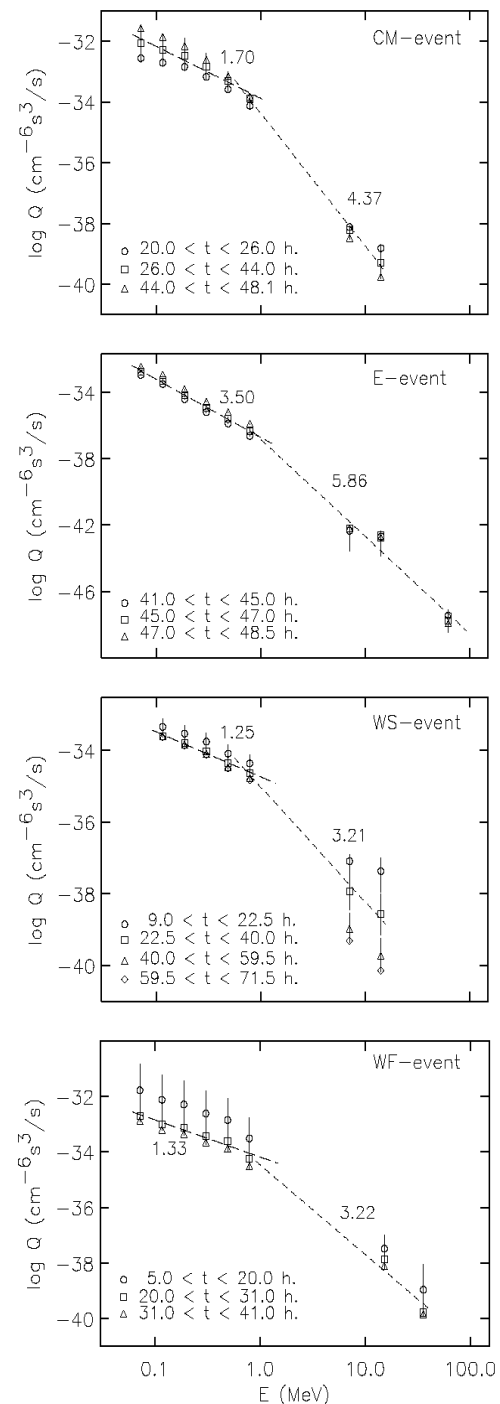 CM-event
log Q (cm⁻⁶s³/s)
−32
−34
−36
−38
−40
1.70
4.37
20.0 < t < 26.0 h.
26.0 < t < 44.0 h.
44.0 < t < 48.1 h.
E-event
log Q (cm⁻⁶s³/s)
−34
−38
−42
−46
3.50
5.86
41.0 < t < 45.0 h.
45.0 < t < 47.0 h.
47.0 < t < 48.5 h.
WS-event
log Q (cm⁻⁶s³/s)
−34
−36
−38
−40
1.25
3.21
9.0 < t < 22.5 h.
22.5 < t < 40.0 h.
40.0 < t < 59.5 h.
59.5 < t < 71.5 h.
WF-event
log Q (cm⁻⁶s³/s)
−32
−34
−36
−38
−40
1.33
3.22
5.0 < t < 20.0 h.
20.0 < t < 31.0 h.
31.0 < t < 41.0 h.
0.1 1.0 10.0 100.0
E (MeV)